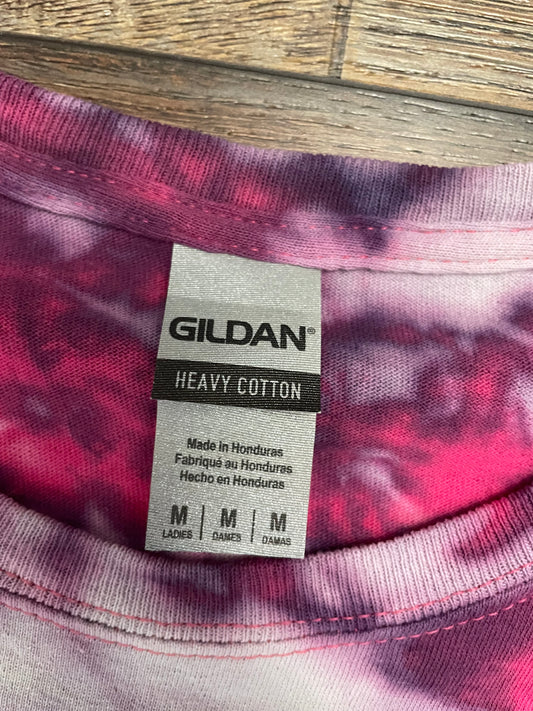 GILDAN®
HEAVY COTTON
Made in Honduras
Fabriqué au Honduras
Hecho en Honduras
M | M | M
LADIES | DAMES | DAMAS